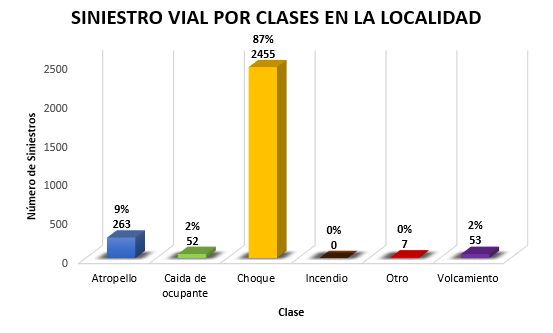 SINIESTRO VIAL POR CLASES EN LA LOCALIDAD
Número de Siniestros
2500
2000
1500
1000
500
0
9%
263
2%
52
87%
2455
0%
0
0%
7
2%
53
Atropello
Caida de
ocupante
Choque
Incendio
Otro
Volcamiento
Clase